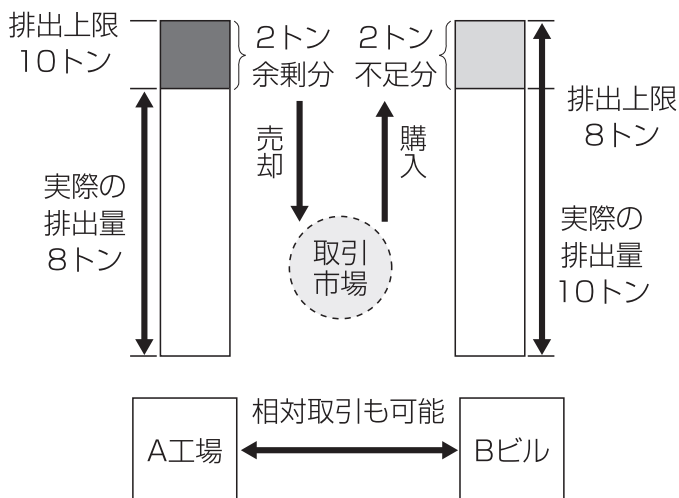 排出上限
10トン
2トン
余剰分
2トン
不足分
排出上限
8トン
売却
購入
実際の
排出量
8トン
取引
市場
実際の
排出量
10トン
相対取引も可能
A工場
Bビル